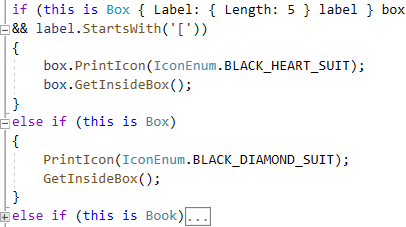 if (this is Box { Label: { Length: 5 } label } box
&& label.StartsWith('['))
{
box.PrintIcon(IconEnum.BLACK_HEART_SUIT);
box.GetInsideBox();
}
else if (this is Box)
{
PrintIcon(IconEnum.BLACK_DIAMOND_SUIT);
GetInsideBox();
}
else if (this is Book)...